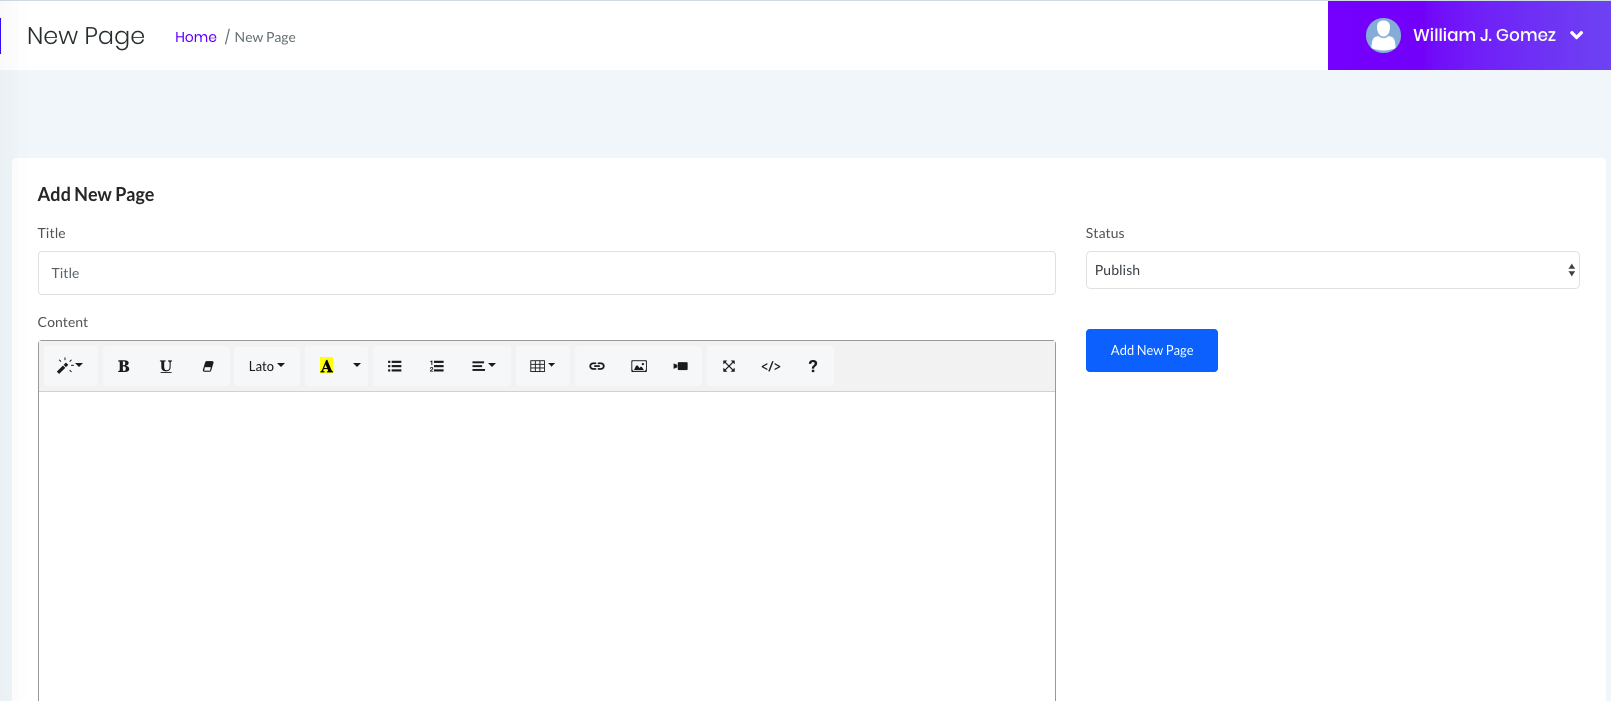 New Page Home / New Page William J. Gomez
Add New Page
Title Status
Title Publish
Content
B U Lato A </> ? Add New Page